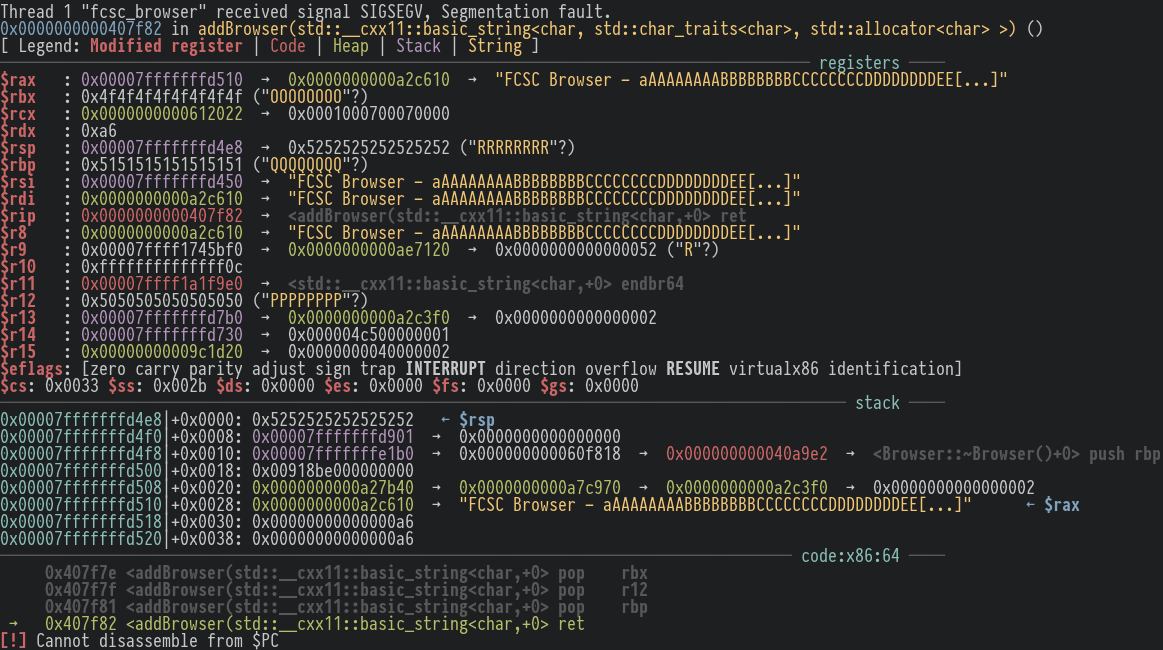 Thread 1 "fcsc_browser" received signal SIGSEGV, Segmentation fault.
0x0000000000407f82 in addBrowser(std::__cxx11::basic_string<char, std::char_traits<char>, std::allocator<char> >) ()
[ Legend: Modified register | Code | Heap | Stack | String ]
registers
$rax   : 0x00007fffffffd510  →  0x0000000000a2c610  →  "FCSC Browser - aAAAAAAAABBBBBBBBCCCCCCCCDDDDDDDDEE[...]"
$rbx   : 0x4f4f4f4f4f4f4f4f ("OOOOOOOO"?)
$rcx   : 0x0000000000612022  →  0x0001000700070000
$rdx   : 0xa6
$rsp   : 0x00007fffffffd4e8  →  0x5252525252525252 ("RRRRRRRR"?)
$rbp   : 0x5151515151515151 ("QQQQQQQQ"?)
$rsi   : 0x00007fffffffd450  →  "FCSC Browser - aAAAAAAAABBBBBBBBCCCCCCCCDDDDDDDDEE[...]"
$rdi   : 0x0000000000a2c610  →  "FCSC Browser - aAAAAAAAABBBBBBBBCCCCCCCCDDDDDDDDEE[...]"
$rip   : 0x0000000000407f82  →  <addBrowser(std::__cxx11::basic_string<char,+0> ret
$r8    : 0x0000000000a2c610  →  "FCSC Browser - aAAAAAAAABBBBBBBBCCCCCCCCDDDDDDDDEE[...]"
$r9    : 0x00007ffff1745bf0  →  0x0000000000ae7120  →  0x0000000000000052 ("R"?)
$r10   : 0xffffffffffffff0c
$r11   : 0x00007ffff1a1f9e0  →  <std::__cxx11::basic_string<char,+0> endbr64
$r12   : 0x5050505050505050 ("PPPPPPPP"?)
$r13   : 0x00007fffffffd7b0  →  0x0000000000a2c3f0  →  0x0000000000000002
$r14   : 0x00007fffffffd730  →  0x000004c500000001
$r15   : 0x00000000009c1d20  →  0x0000000040000002
$eflags: [zero carry parity adjust sign trap INTERRUPT direction overflow RESUME virtualx86 identification]
$cs: 0x0033 $ss: 0x002b $ds: 0x0000 $es: 0x0000 $fs: 0x0000 $gs: 0x0000
stack
0x00007fffffffd4e8│+0x0000: 0x5252525252525252   ← $rsp
0x00007fffffffd4f0│+0x0008: 0x00007fffffffd901  →  0x0000000000000000
0x00007fffffffd4f8│+0x0010: 0x00007fffffffe1b0  →  0x000000000060f818  →  0x000000000040a9e2  →  <Browser::~Browser()+0> push rbp
0x00007fffffffd500│+0x0018: 0x00918be000000000
0x00007fffffffd508│+0x0020: 0x0000000000a27b40  →  0x0000000000a7c970  →  0x0000000000a2c3f0  →  0x0000000000000002
0x00007fffffffd510│+0x0028: 0x0000000000a2c610  →  "FCSC Browser - aAAAAAAAABBBBBBBBCCCCCCCCDDDDDDDDEE[...]"      ← $rax
0x00007fffffffd518│+0x0030: 0x00000000000000a6
0x00007fffffffd520│+0x0038: 0x00000000000000a6
code:x86:64
0x407f7e <addBrowser(std::__cxx11::basic_string<char,+0> pop    rbx
0x407f7f <addBrowser(std::__cxx11::basic_string<char,+0> pop    r12
0x407f81 <addBrowser(std::__cxx11::basic_string<char,+0> pop    rbp
→   0x407f82 <addBrowser(std::__cxx11::basic_string<char,+0> ret
[!] Cannot disassemble from $PC